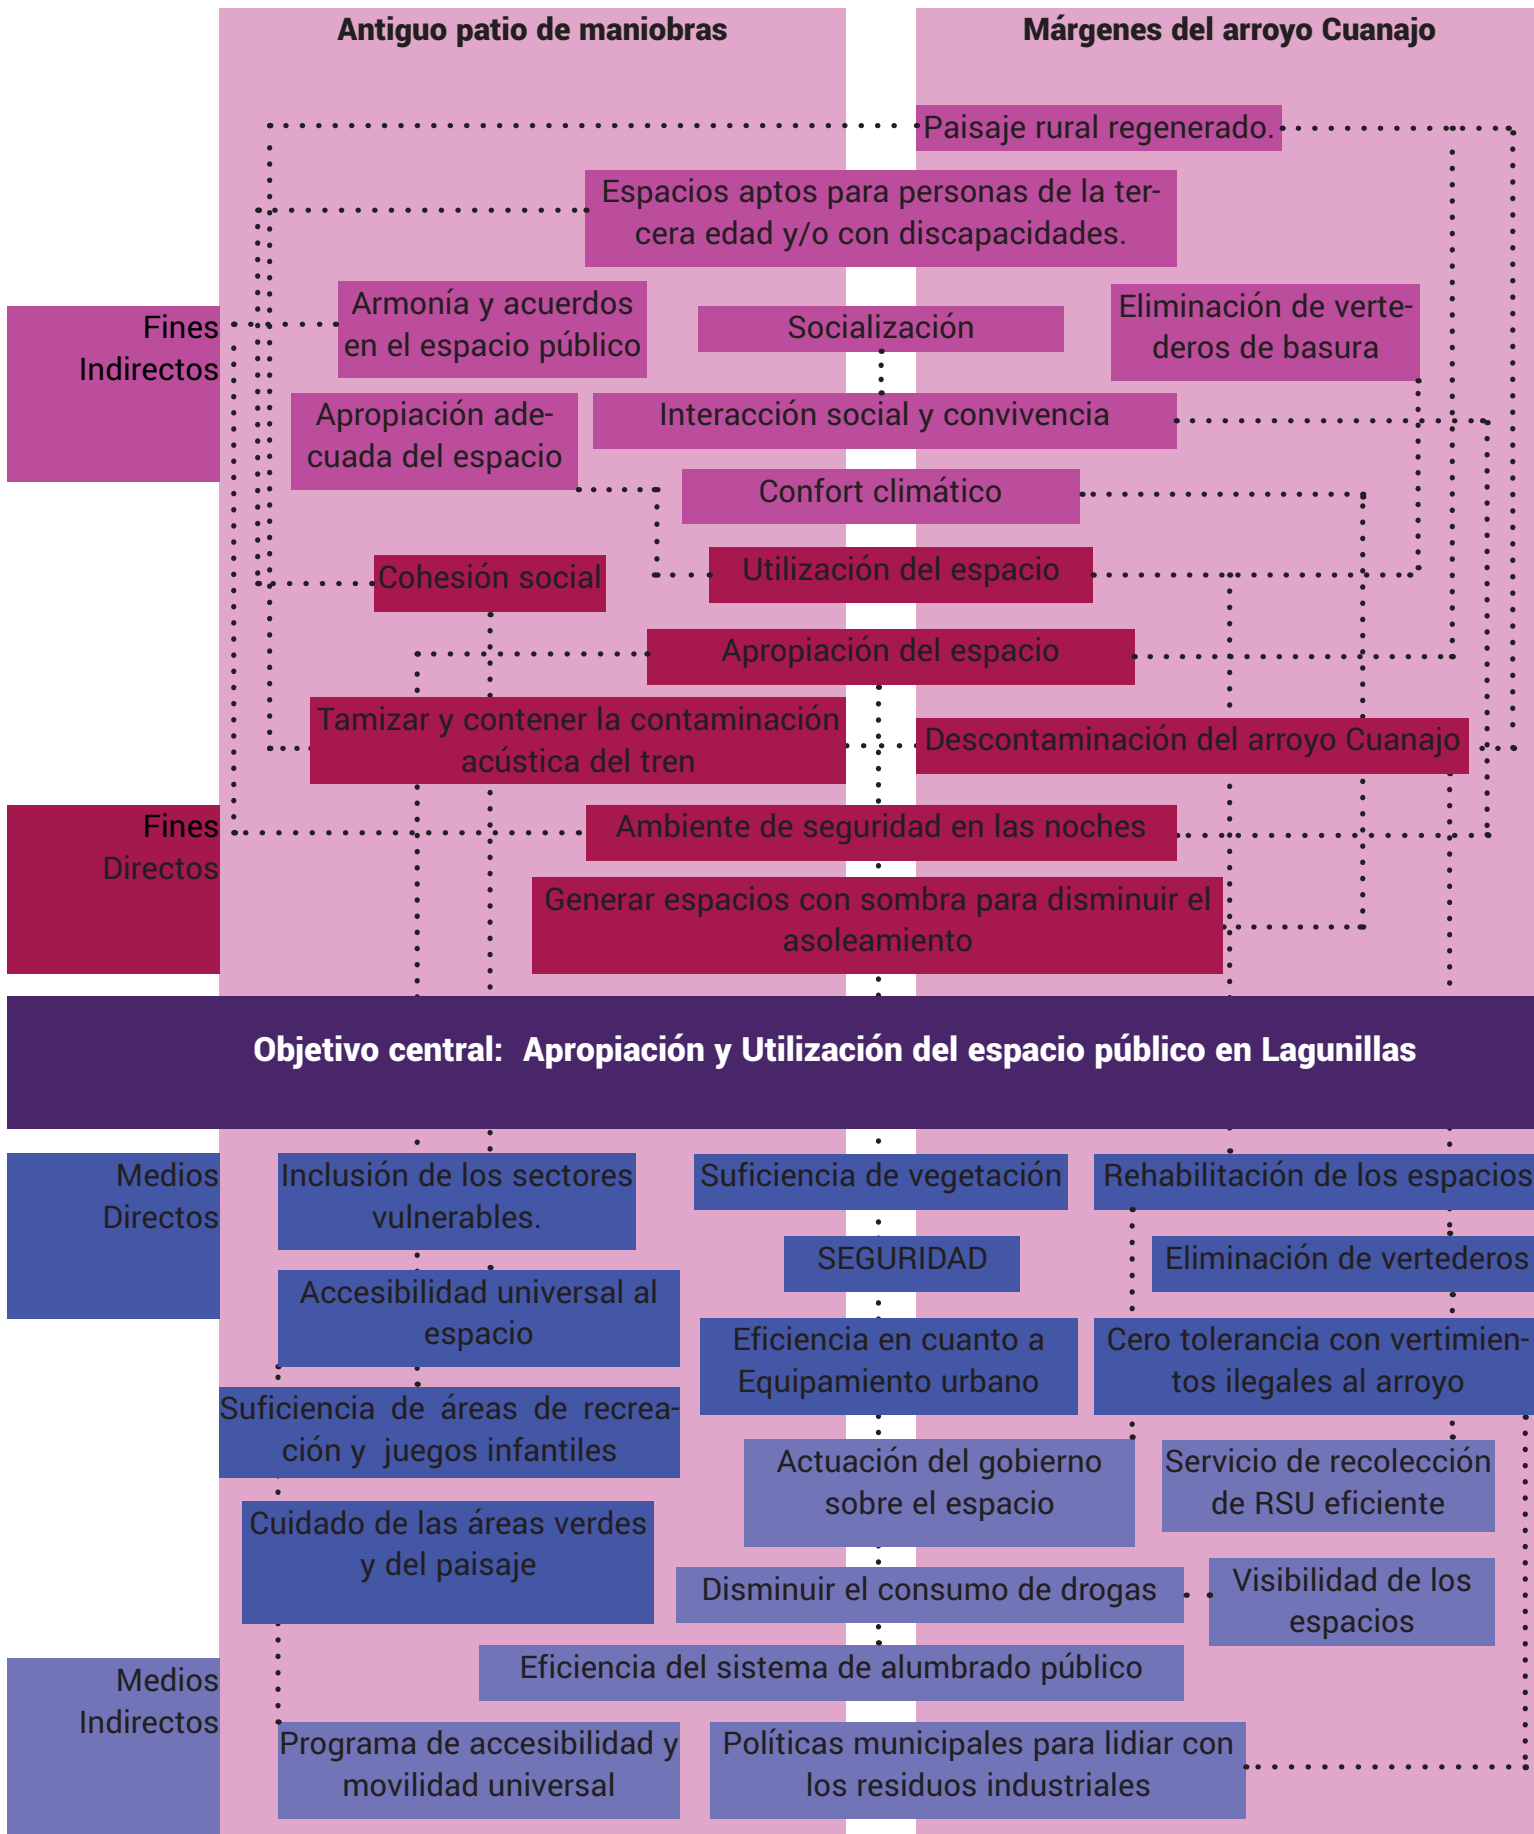 Antiguo patio de maniobras
Márgenes del arroyo Cuanajo
Paisaje rural regenerado.
Espacios aptos para personas de la ter-
cera edad y/o con discapacidades.
Fines
Indirectos
Armonía y acuerdos
en el espacio público
Socialización
Eliminación de verte-
deros de basura
Apropiación ade-
cuada del espacio
Interacción social y convivencia
Confort climático
Cohesión social
Utilización del espacio
Apropiación del espacio
Tamizar y contener la contaminación
acústica del tren
Descontaminación del arroyo Cuanajo
Fines
Directos
Ambiente de seguridad en las noches
Generar espacios con sombra para disminuir el
asoleamiento
Objetivo central: Apropiación y Utilización del espacio público en Lagunillas
Medios
Directos
Inclusión de los sectores
vulnerables.
Suficiencia de vegetación
Rehabilitación de los espacios
SEGURIDAD
Eliminación de vertederos
Accesibilidad universal al
espacio
Eficiencia en cuanto a
Equipamiento urbano
Cero tolerancia con vertimien-
tos ilegales al arroyo
Suficiencia de áreas de recrea-
ción y juegos infantiles
Actuación del gobierno
sobre el espacio
Servicio de recolección
de RSU eficiente
Cuidado de las áreas verdes
y del paisaje
Disminuir el consumo de drogas
Visibilidad de los
espacios
Medios
Indirectos
Eficiencia del sistema de alumbrado público
Programa de accesibilidad y
movilidad universal
Políticas municipales para lidiar con
los residuos industriales